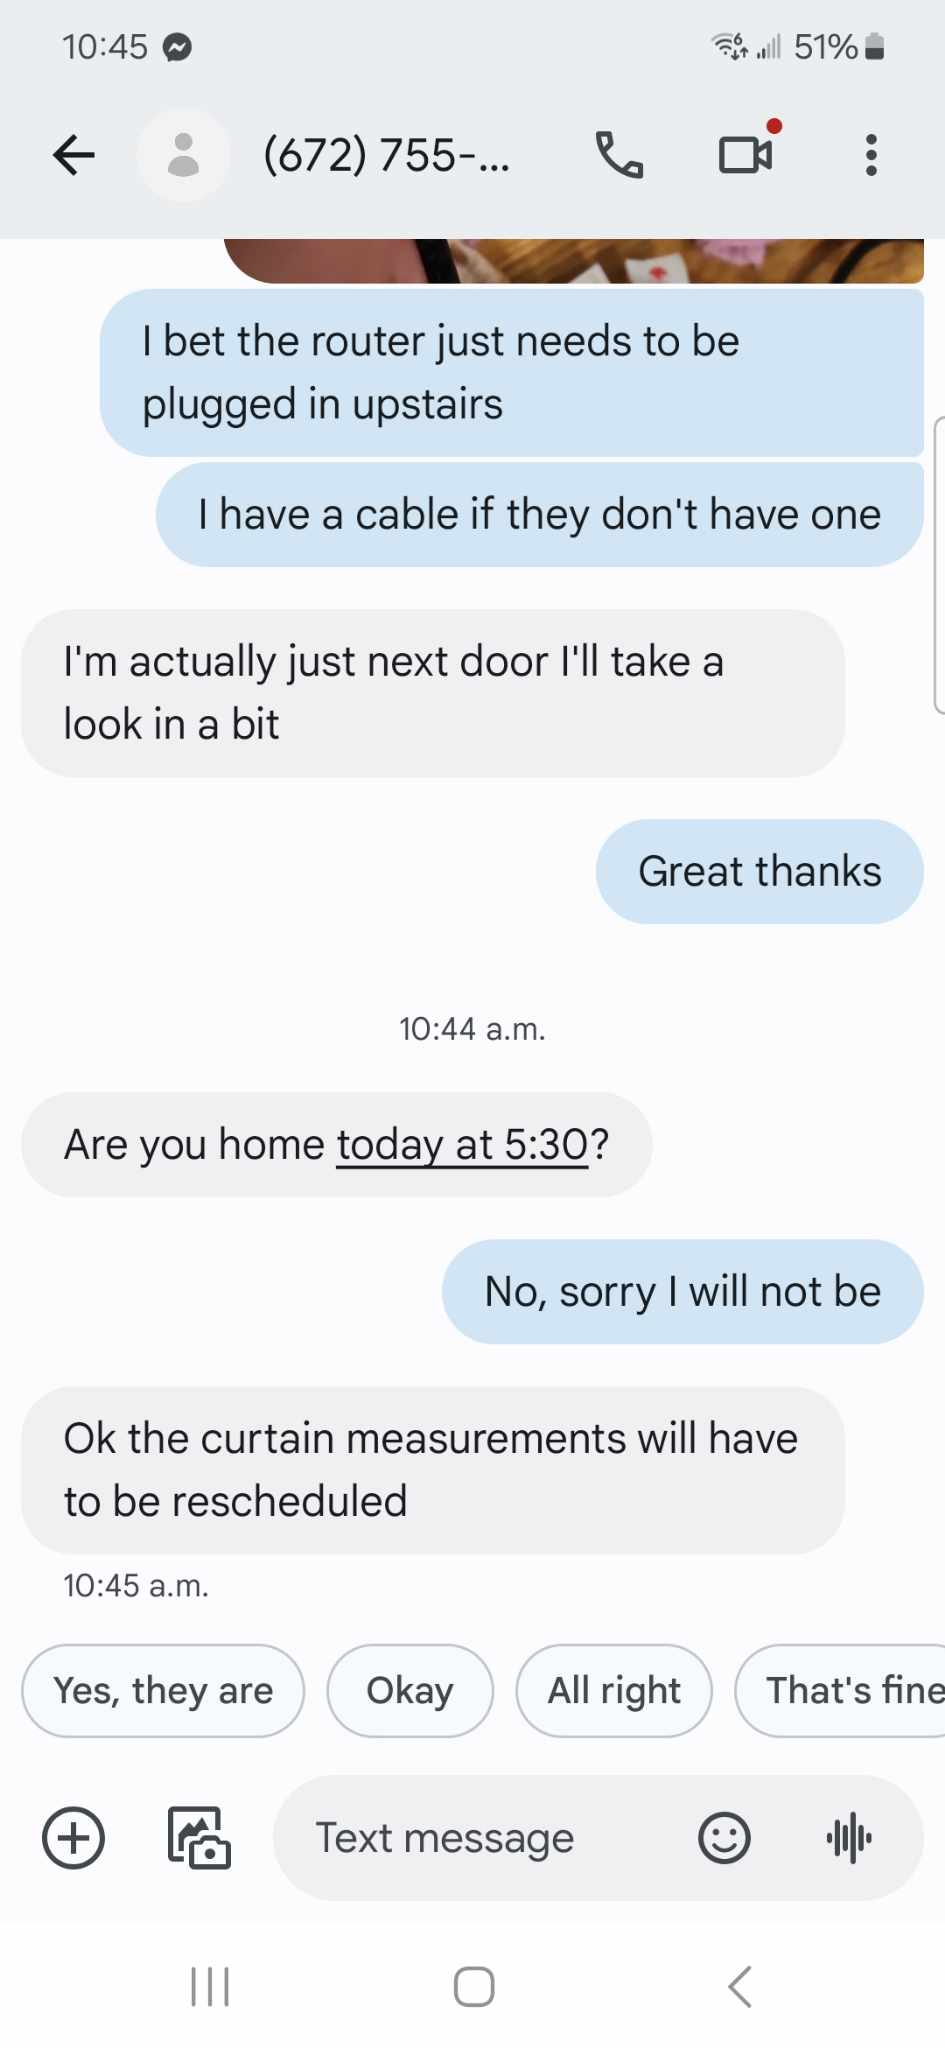 10:45
6
51%
(672) 755-...
I bet the router just needs to be
plugged in upstairs
I have a cable if they don't have one
I'm actually just next door I'll take a
look in a bit
Great thanks
10:44 a.m.
Are you home today at 5:30?
No, sorry I will not be
Ok the curtain measurements will have
to be rescheduled
10:45 a.m.
Yes, they are
Okay
All right
That's fine
Text message